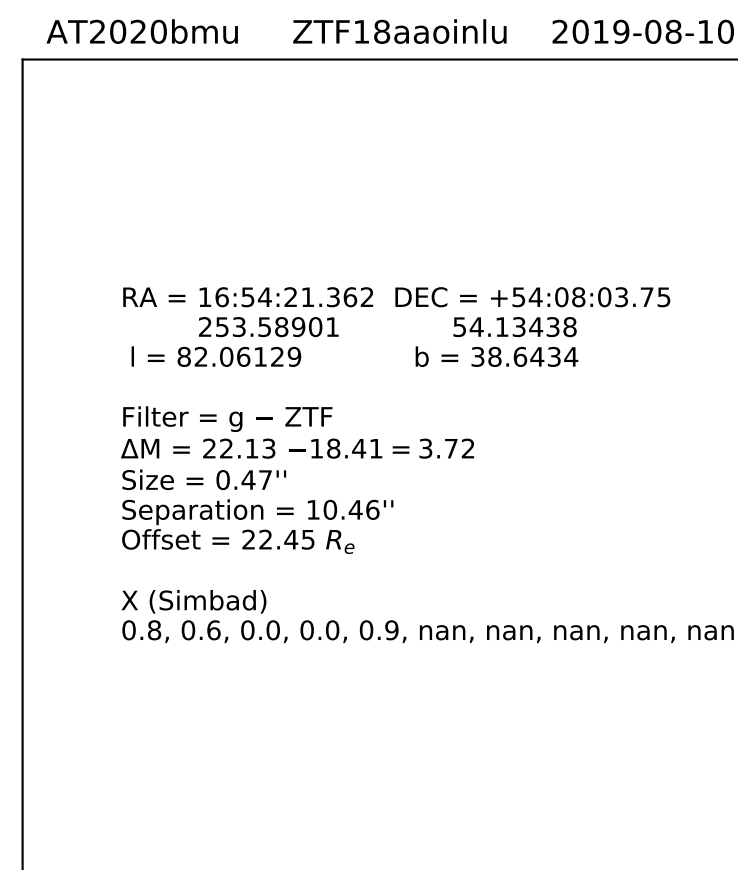 AT2020bmu ZTF18aaoinlu 2019-08-10
RA = 16:54:21.362 DEC = +54:08:03.75
253.58901 54.13438
l = 82.06129 b = 38.6434
Filter = g − ZTF
ΔM = 22.13 −18.41 = 3.72
Size = 0.47''
Separation = 10.46''
Offset = 22.45 Rₑ
X (Simbad)
0.8, 0.6, 0.0, 0.0, 0.9, nan, nan, nan, nan, nan